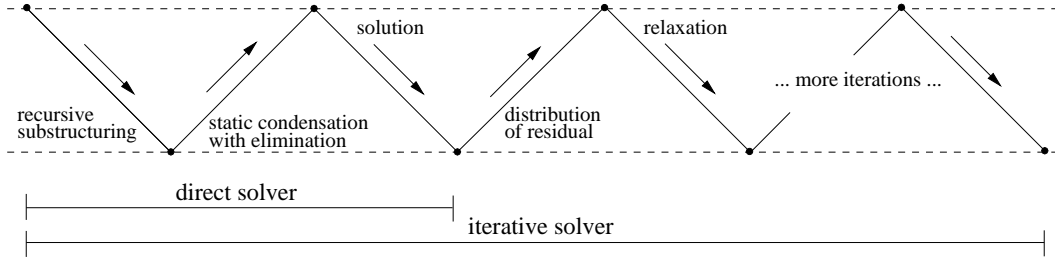 solution
relaxation
... more iterations ...
recursive
substructuring
static condensation
with elimination
distribution
of residual
direct solver
iterative solver